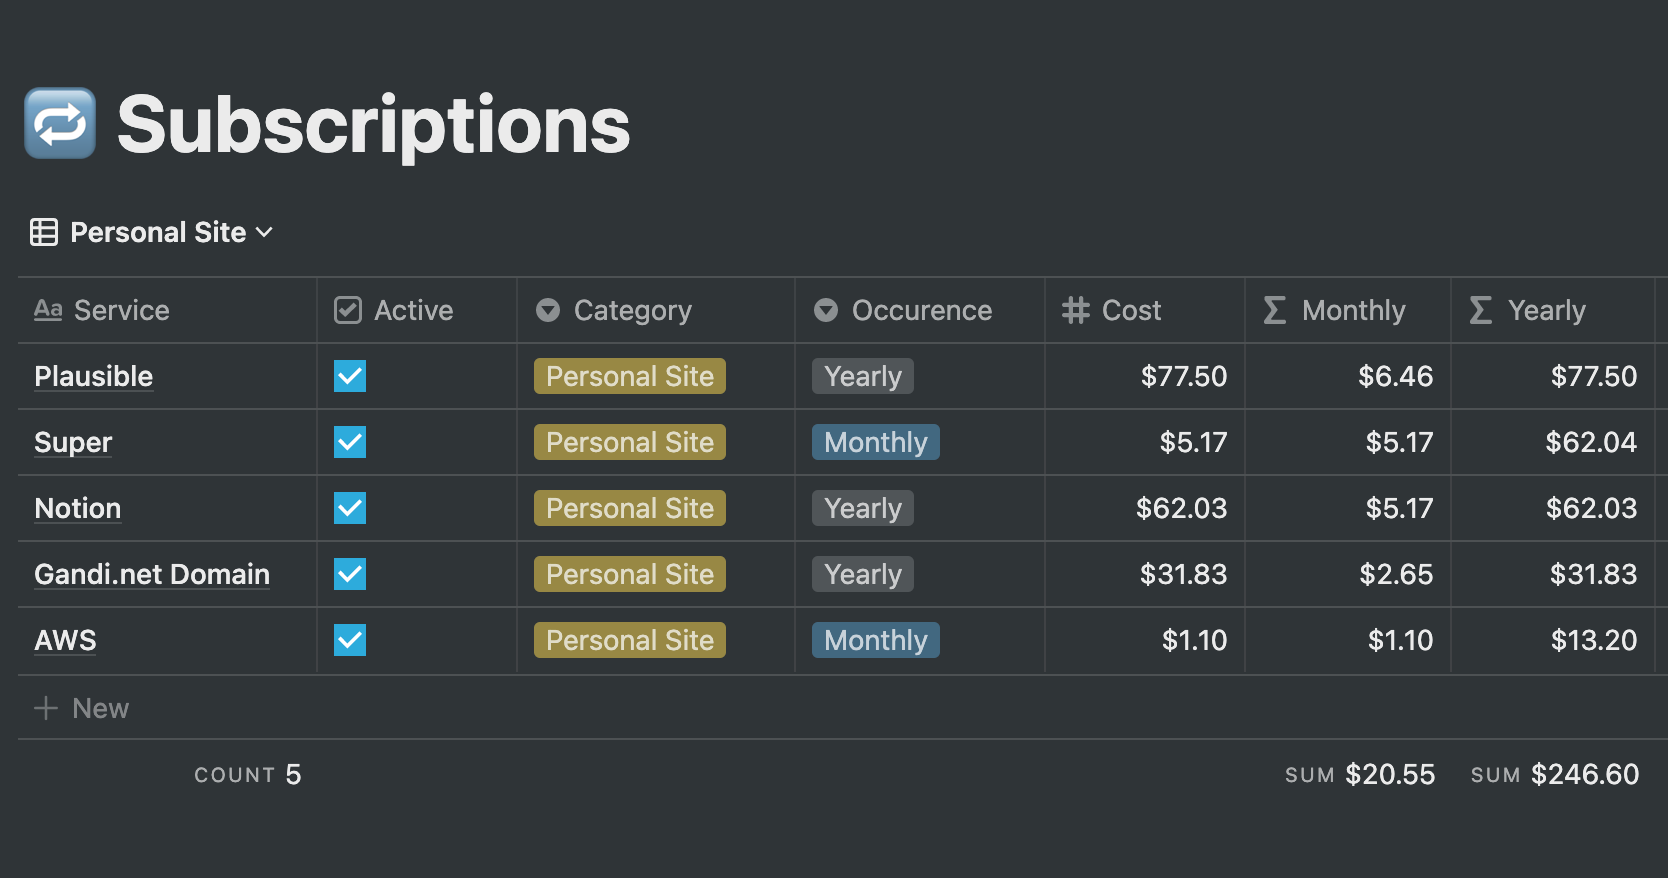 Subscriptions
Personal Site
Aa Service Active Category Occurence Cost Monthly Yearly
Plausible Personal Site Yearly $77.50 $6.46 $77.50
Super Personal Site Monthly $5.17 $5.17 $62.04
Notion Personal Site Yearly $62.03 $5.17 $62.03
Gandi.net Domain Personal Site Yearly $31.83 $2.65 $31.83
AWS Personal Site Monthly $1.10 $1.10 $13.20
+ New
COUNT 5 SUM $20.55 SUM $246.60